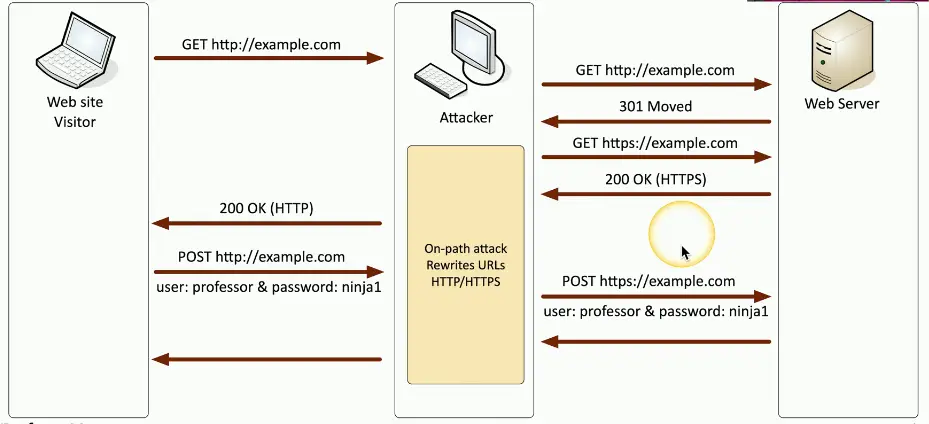 GET http://example.com
GET http://example.com
Web site
Visitor
Attacker
Web Server
301 Moved
GET https://example.com
200 OK (HTTPS)
200 OK (HTTP)
On-path attack
Rewrites URLs
HTTP/HTTPS
POST http://example.com
user: professor & password: ninja1
POST https://example.com
user: professor & password: ninja1